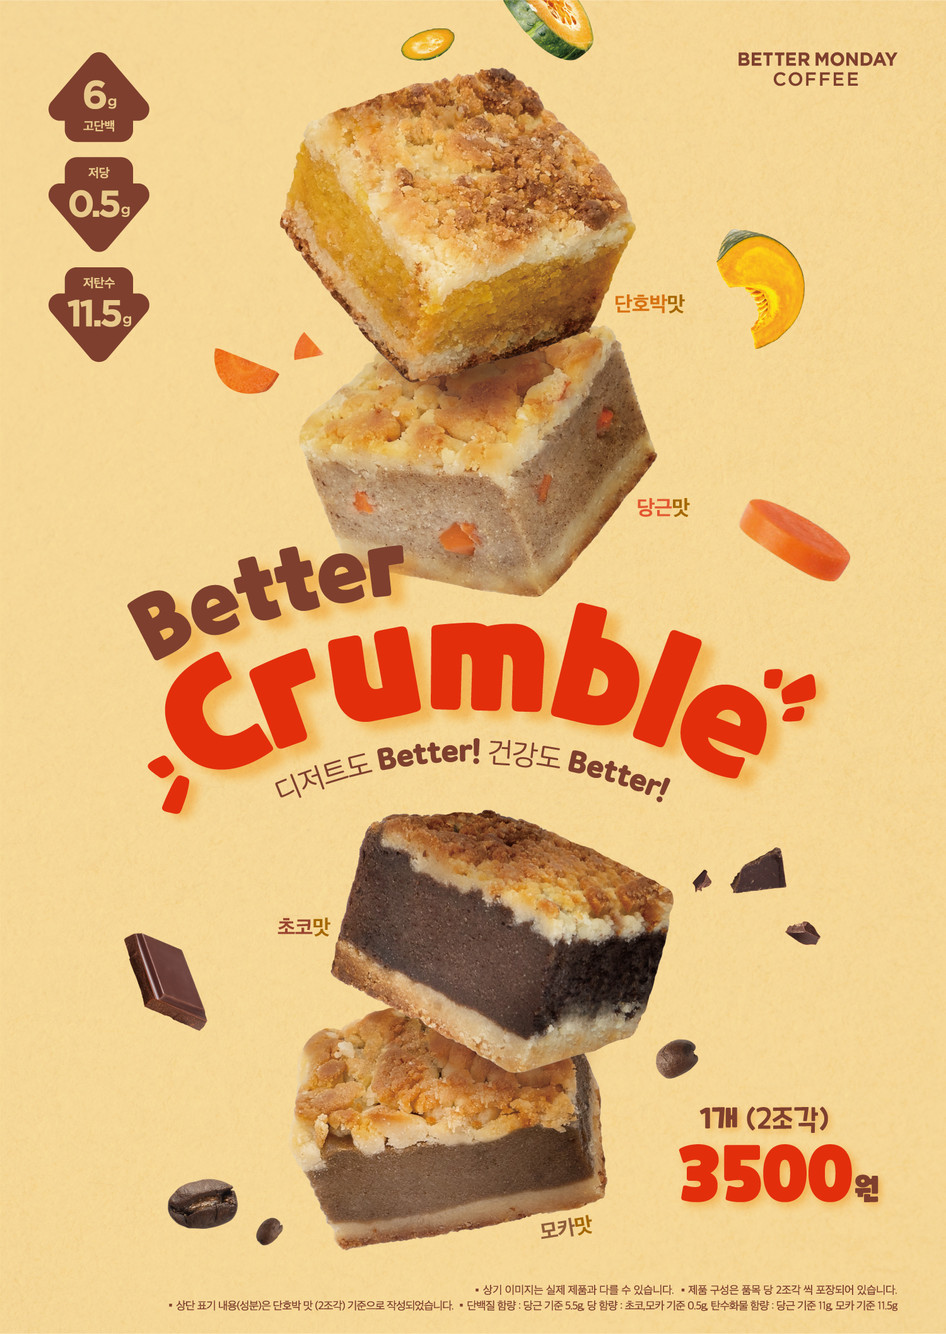 BETTER MONDAY
COFFEE
6g
고단백
저당
0.5g
저탄수
11.5g
단호박맛
당근맛
Better
Crumble
디저트도 Better! 건강도 Better!
초코맛
모카맛
1개 (2조각)
3500원
• 상기 이미지는 실제 제품과 다를 수 있습니다. • 제품 구성은 품목 당 2조각 씩 포장되어 있습니다.
• 상단 표기 내용(성분)은 단호박 맛 (2조각) 기준으로 작성되었습니다. • 단백질 함량 : 당근 기준 5.5g, 당 함량 : 초코,모카 기준 0.5g, 탄수화물 함량 : 당근 기준 11g, 모카 기준 11.5g